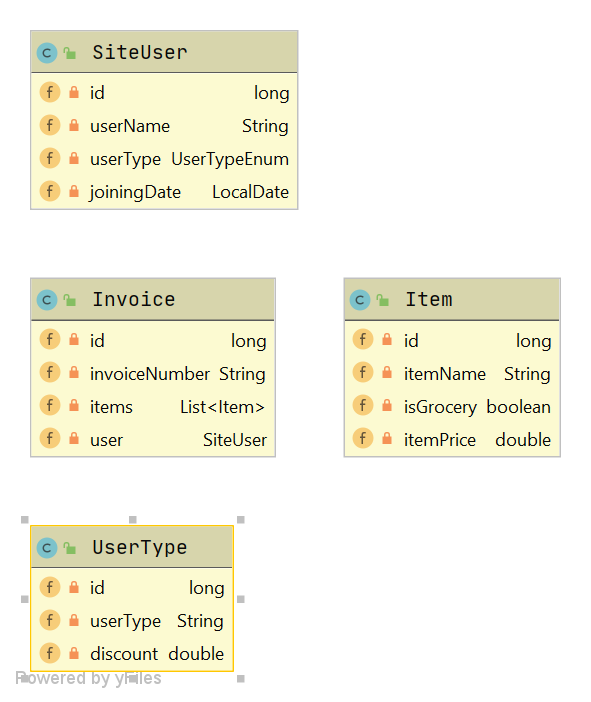 SiteUser
id long
userName String
userType UserTypeEnum
joiningDate LocalDate
Invoice
id long
invoiceNumber String
items List<Item>
user SiteUser
Item
id long
itemName String
isGrocery boolean
itemPrice double
UserType
id long
userType String
discount double
Powered by yFiles